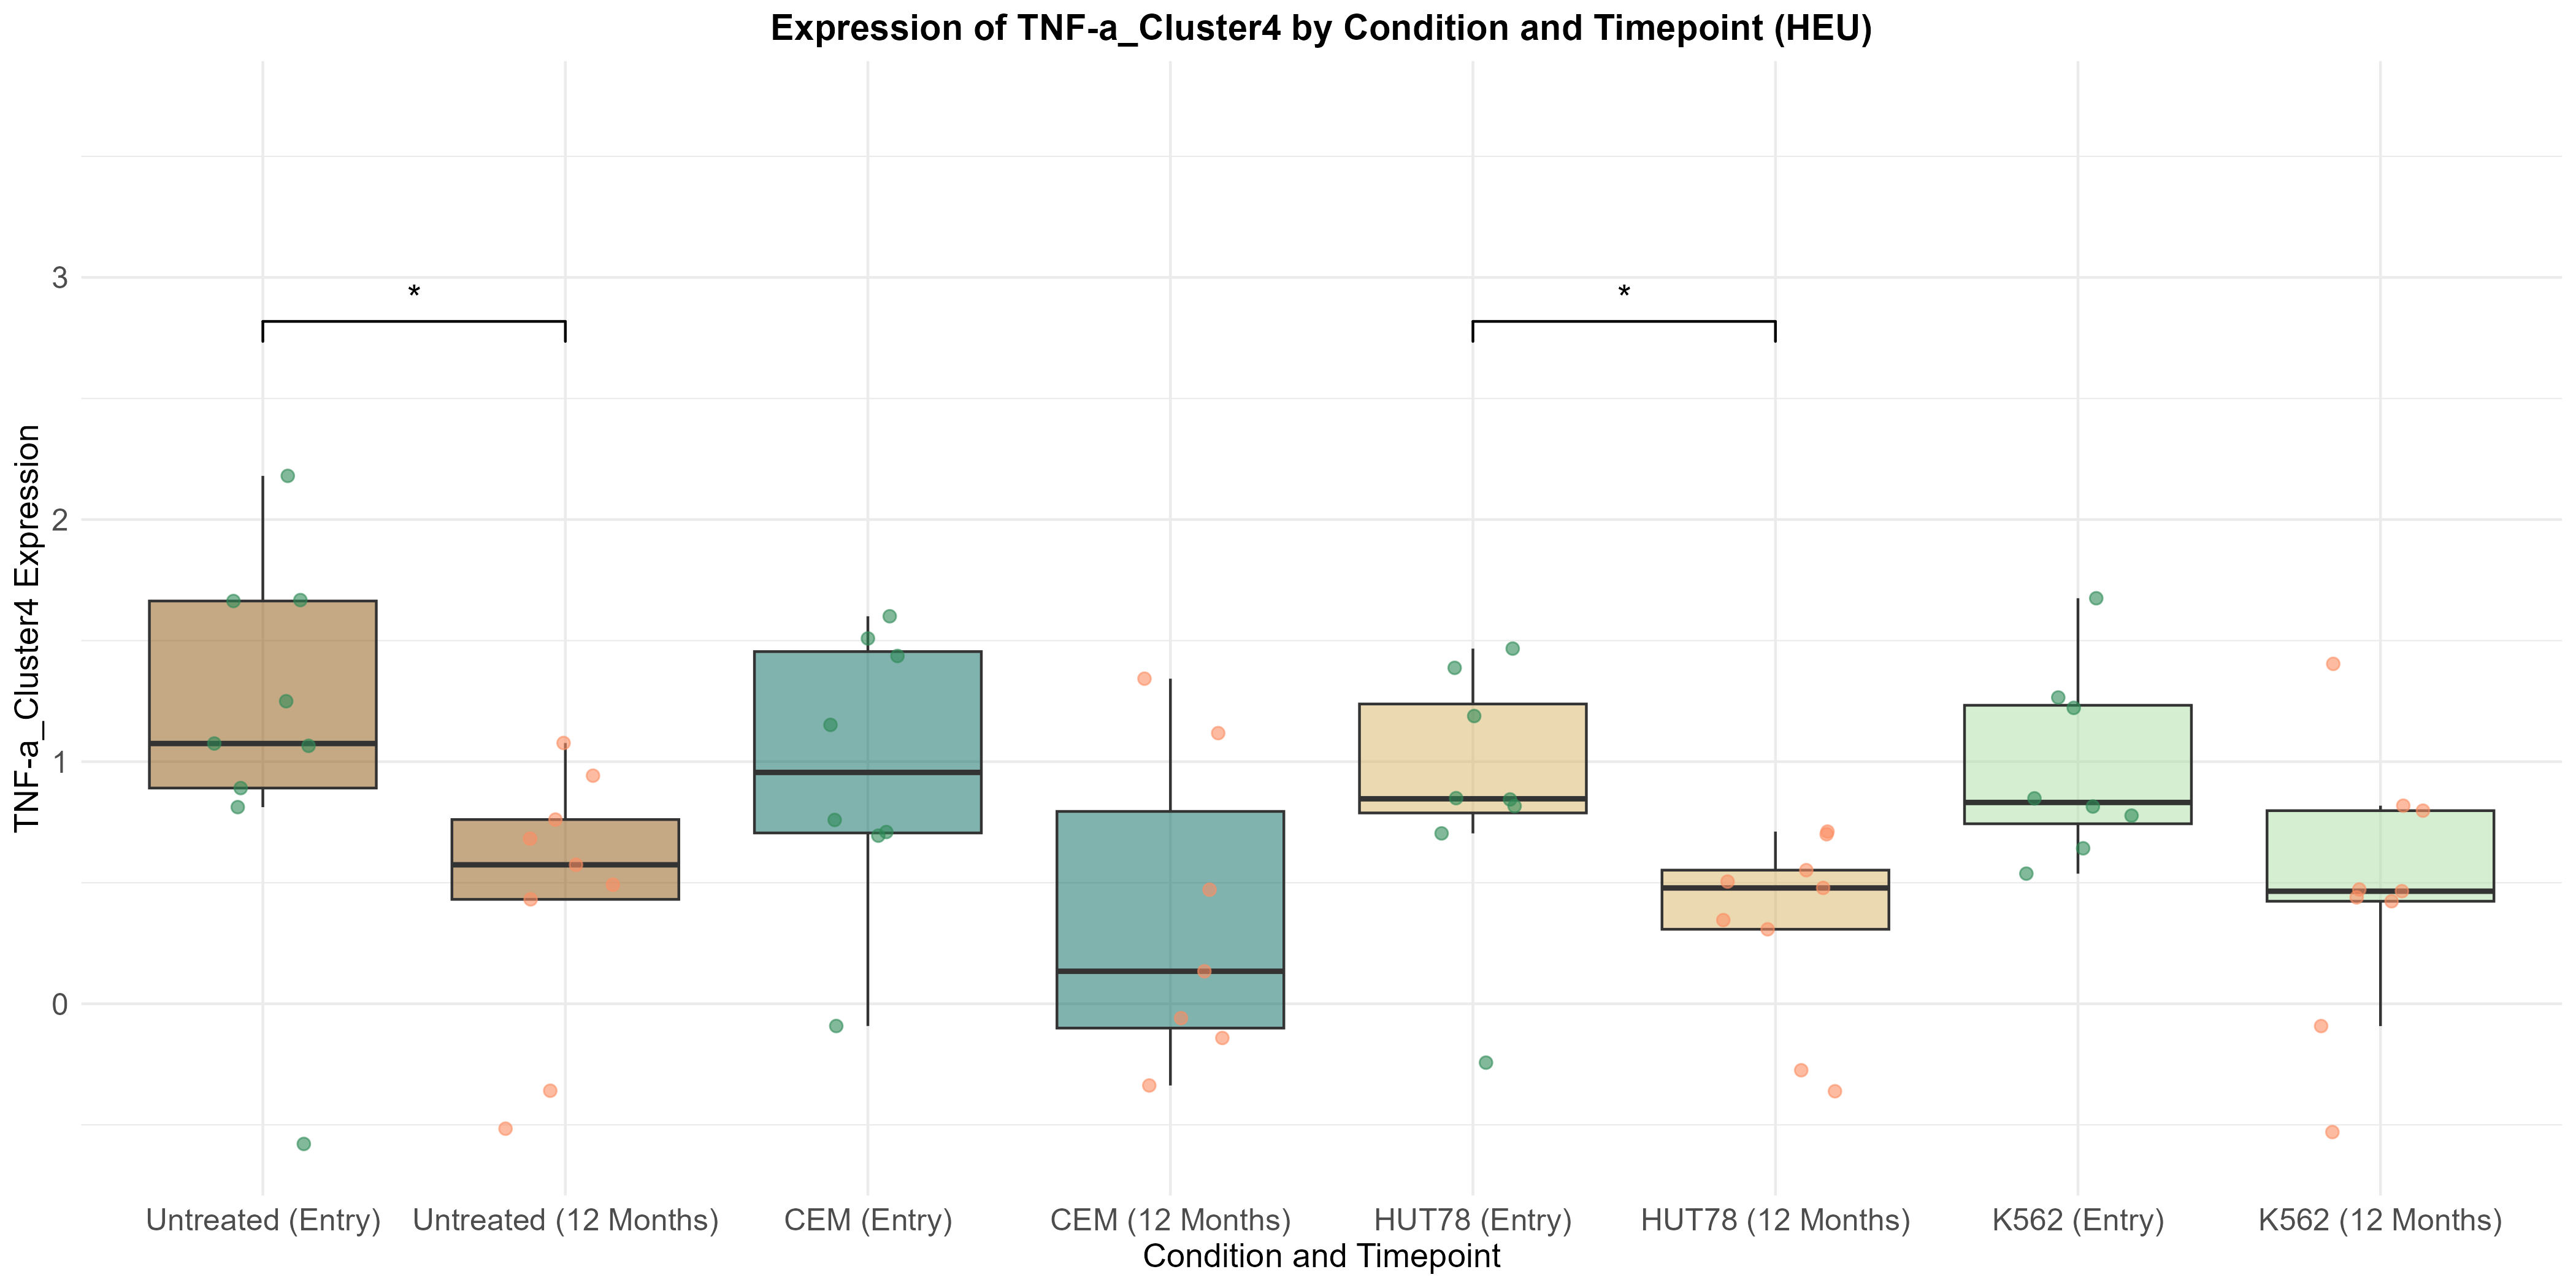 Expression of TNF-a_Cluster4 by Condition and Timepoint (HEU)
TNF-a_Cluster4 Expression
3
2
1
0
*
*
Untreated (Entry)
Untreated (12 Months)
CEM (Entry)
CEM (12 Months)
HUT78 (Entry)
HUT78 (12 Months)
K562 (Entry)
K562 (12 Months)
Condition and Timepoint